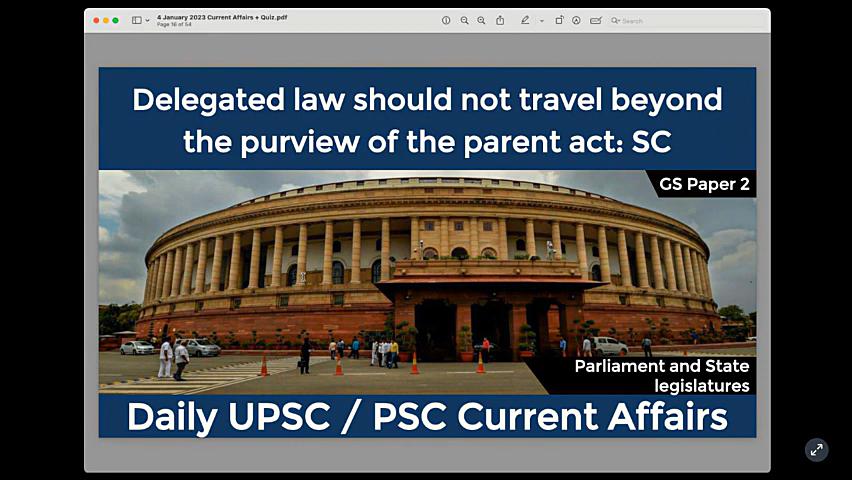 4 January 2023 Current Affairs + Quiz.pdf
Page 16 of 54
Search
Delegated law should not travel beyond
the purview of the parent act: SC
GS Paper 2
Parliament and State
legislatures
Daily UPSC / PSC Current Affairs